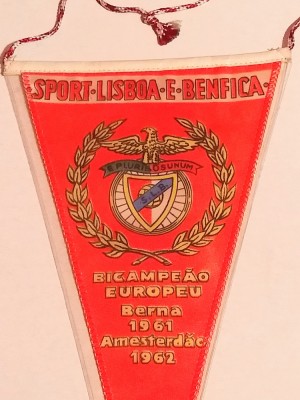 SPORT·LISBOA·E·BENFICA·
E PLURIBUS UNUM
S.L.B.
BICAMPEÃO
EUROPEU
Berna
1961
Amesterdão
1962